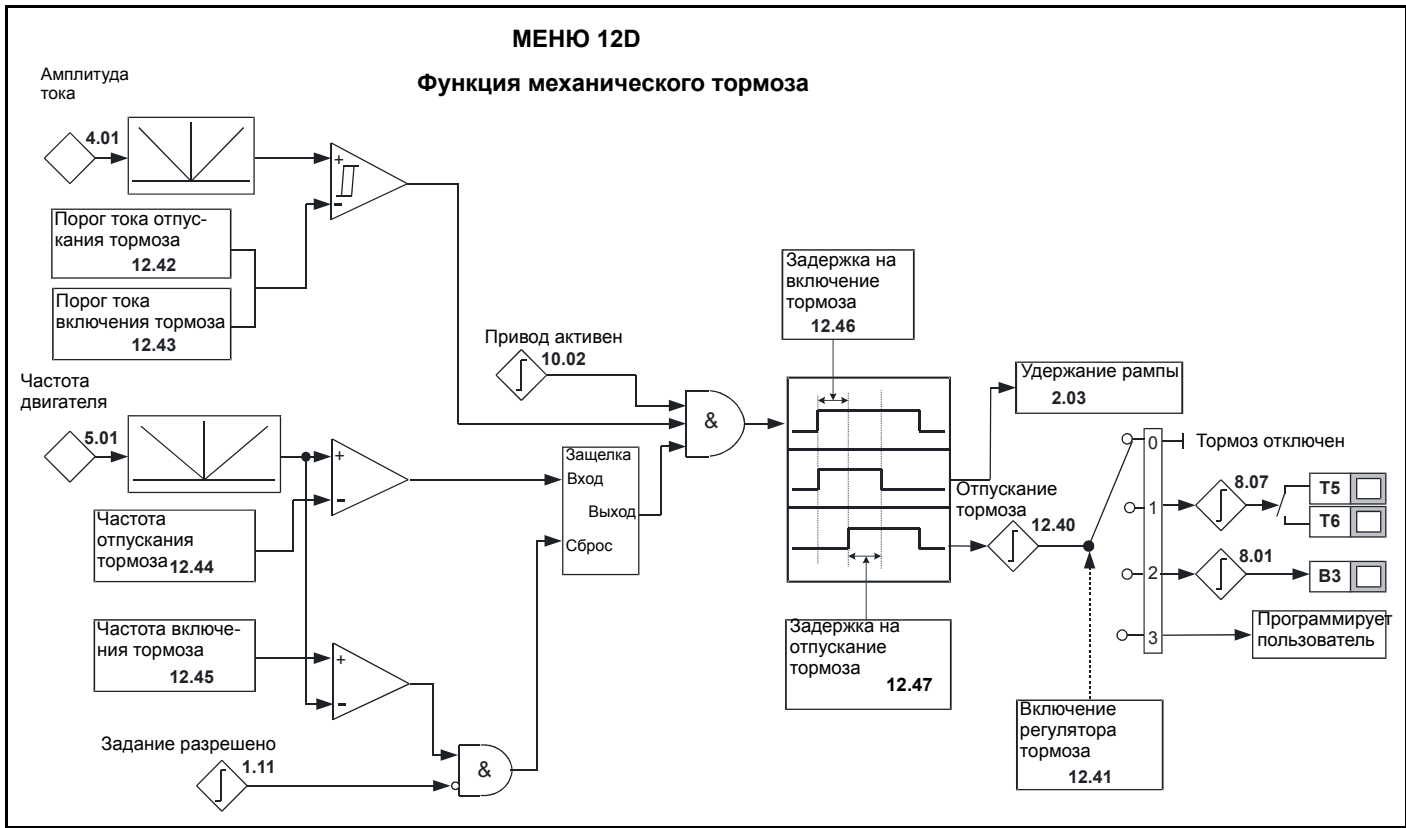 МЕНЮ 12D
Функция механического тормоза
Амплитуда
тока
4.01
+
-
Порог тока отпус-
кания тормоза
12.42
Порог тока
включения тормоза
12.43
Частота
двигателя
5.01
+
-
Частота
отпускания
тормоза 12.44
Частота включе-
ния тормоза
12.45
+
-
Задание разрешено
1.11
&
Привод активен
10.02
Защелка
Вход
Выход
Сброс
&
Задержка на
включение
тормоза
12.46
Задержка на
отпускание
тормоза
12.47
Удержание рампы
2.03
Отпускание
тормоза
12.40
0
Тормоз отключен
1
8.07
T5
T6
2
8.01
B3
3
Программирует
пользователь
Включение
регулятора
тормоза
12.41